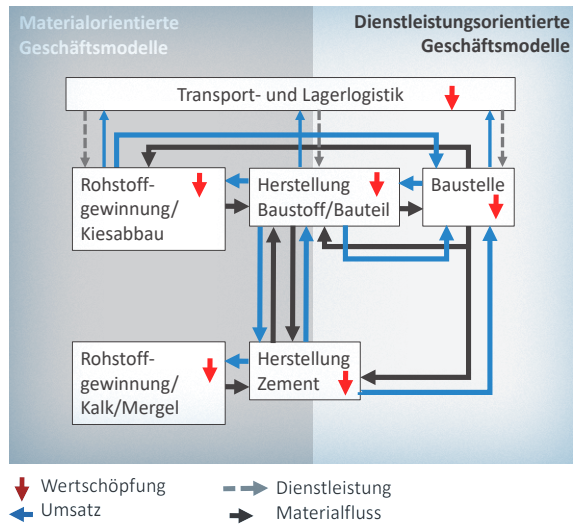 Materialorientierte
Geschäftsmodelle
Dienstleistungsorientierte
Geschäftsmodelle
Transport- und Lagerlogistik
Rohstoff-
gewinnung/
Kiesabbau
Herstellung
Baustoff/Bauteil
Baustelle
Rohstoff-
gewinnung/
Kalk/Mergel
Herstellung
Zement
Wertschöpfung
Umsatz
Dienstleistung
Materialfluss